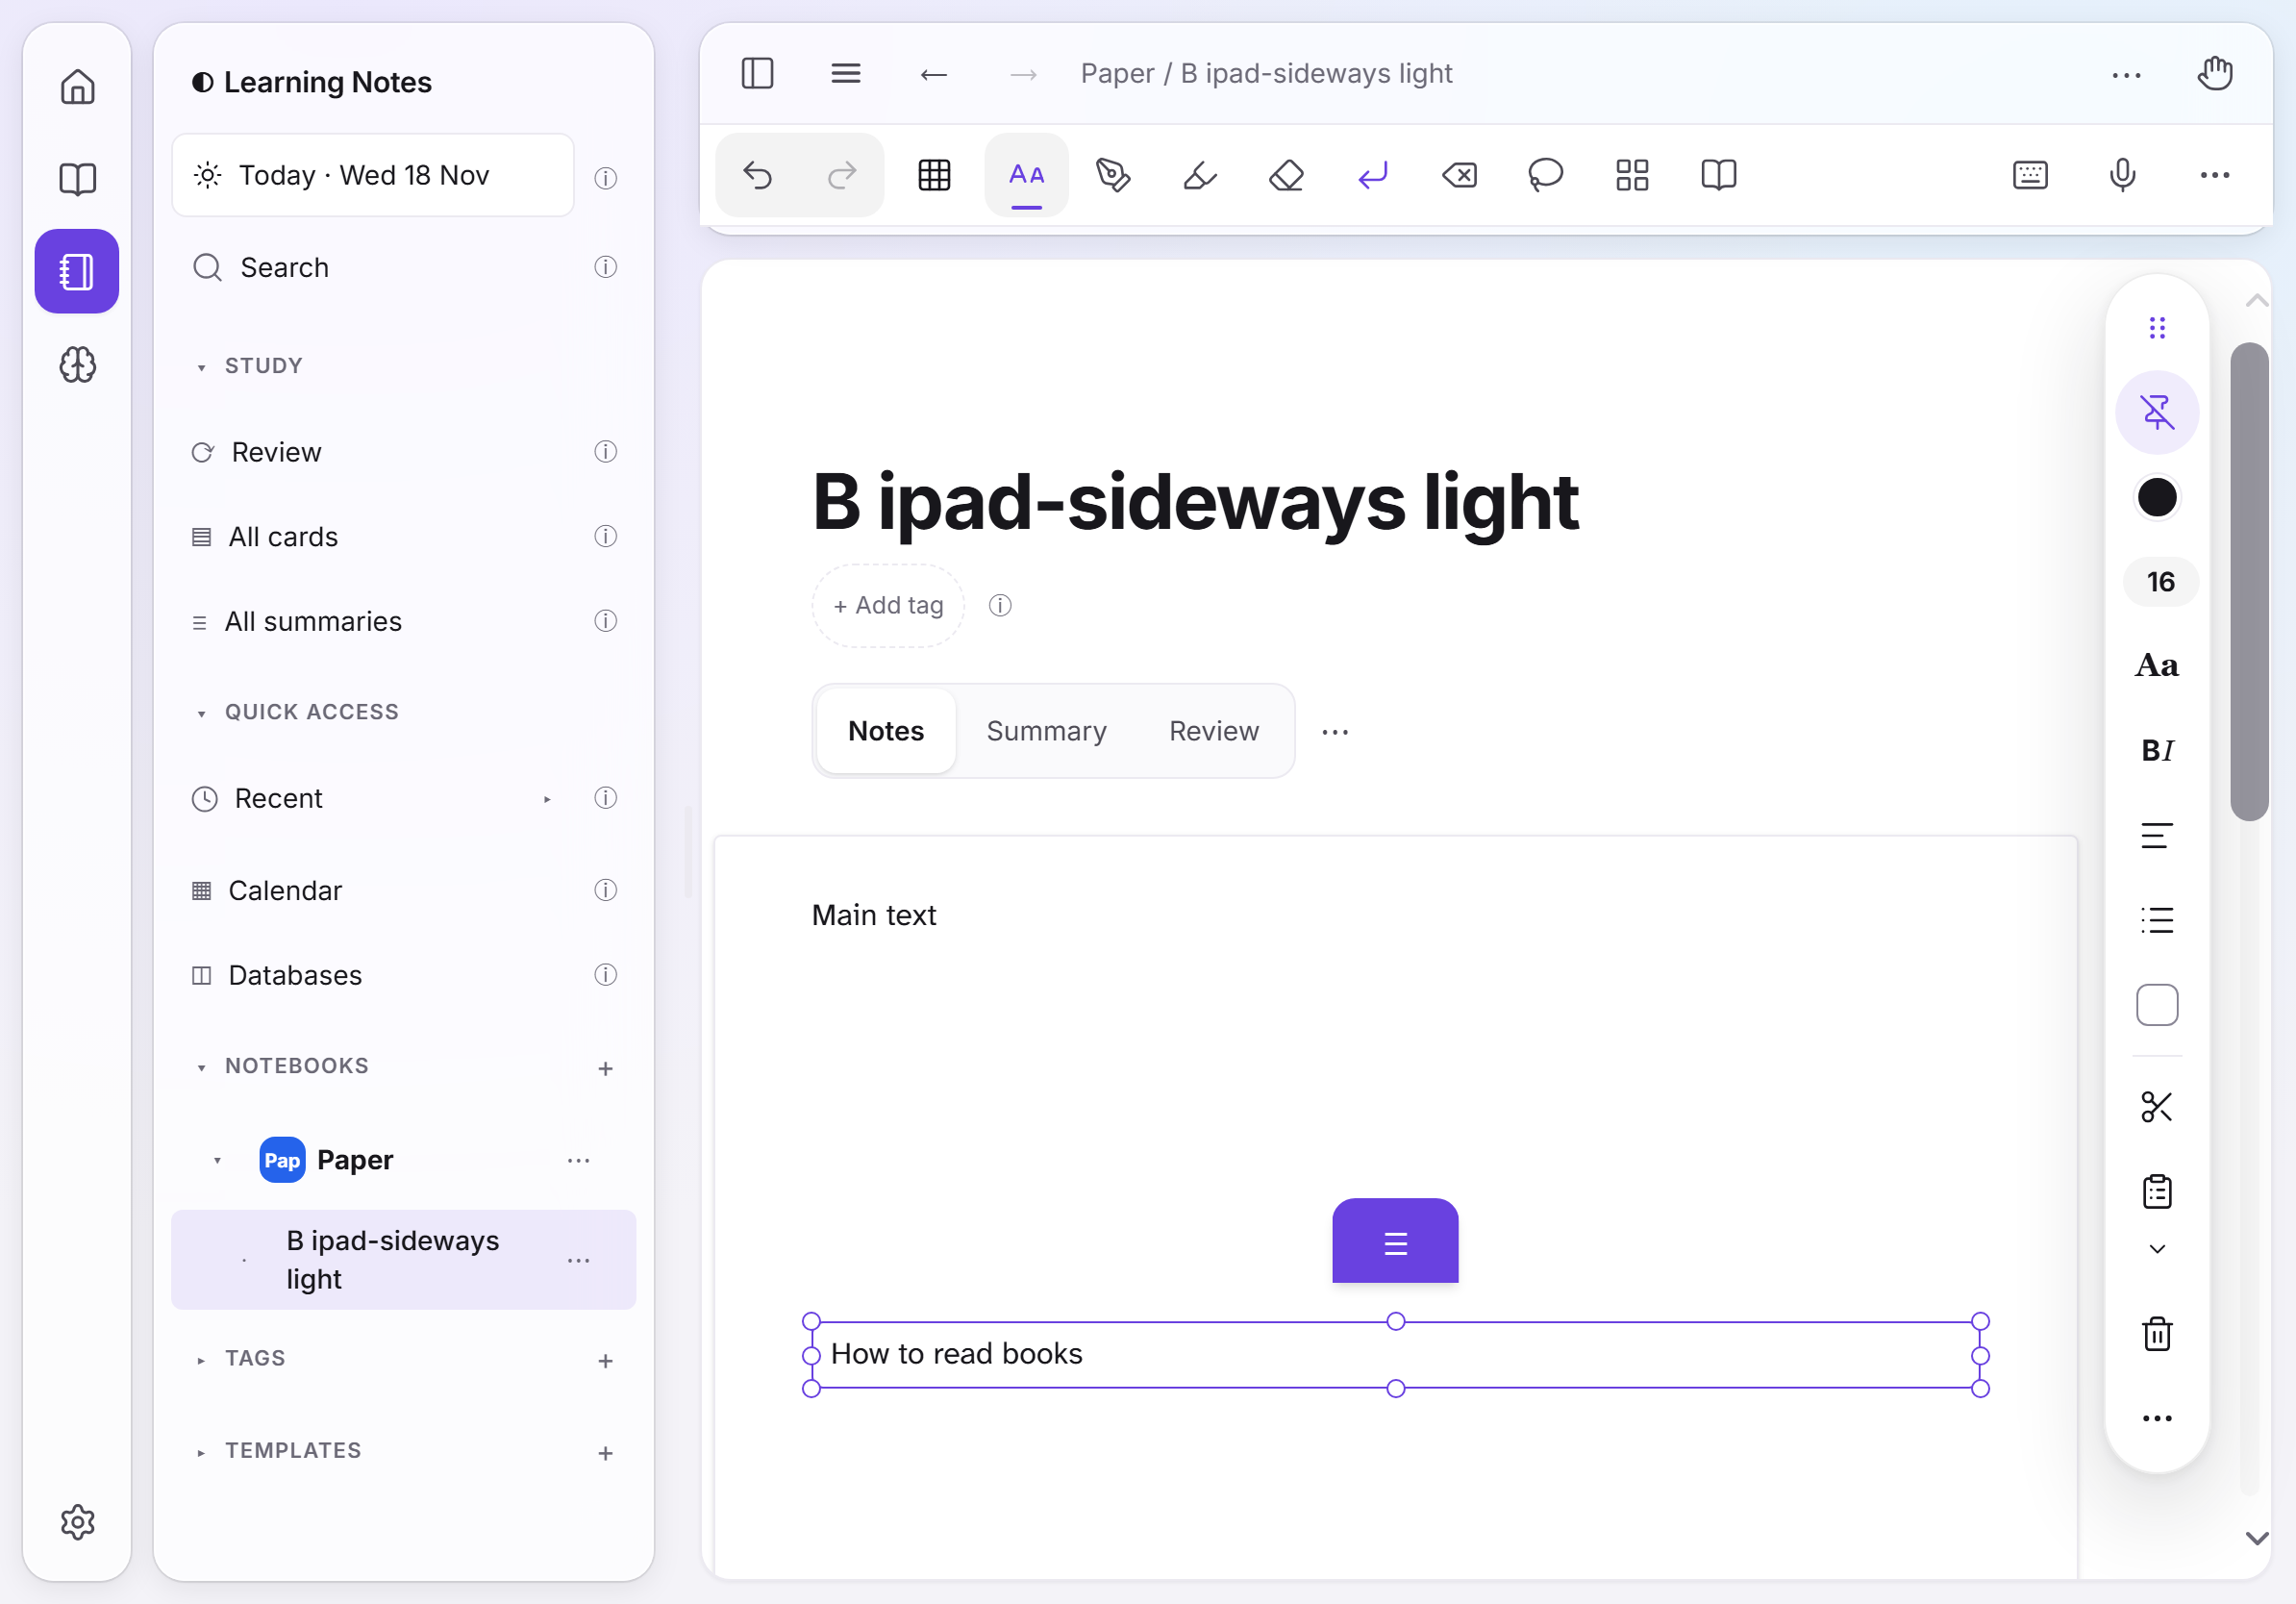 Learning Notes
Today · Wed 18 Nov
Search
STUDY
Review
All cards
All summaries
QUICK ACCESS
Recent
Calendar
Databases
NOTEBOOKS
Pap Paper
B ipad-sideways
light
TAGS
TEMPLATES
Paper / B ipad-sideways light
AA
B ipad-sideways light
+ Add tag
Notes Summary Review
Main text
How to read books
16
Aa
BI